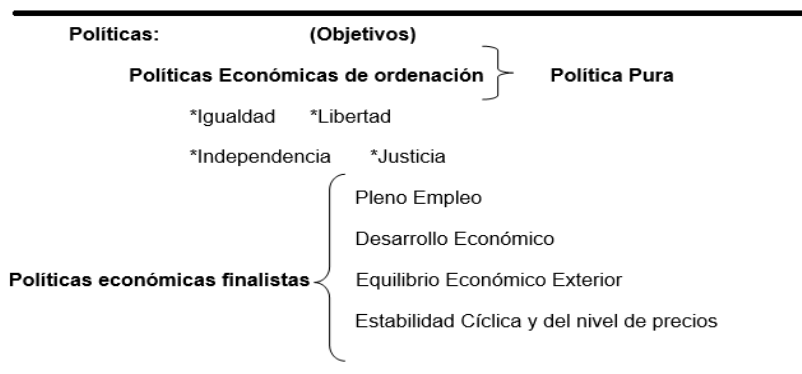 Políticas: (Objetivos)
Políticas Económicas de ordenación Política Pura
*Igualdad *Libertad
*Independencia *Justicia
Pleno Empleo
Desarrollo Económico
Políticas económicas finalistas Equilibrio Económico Exterior
Estabilidad Cíclica y del nivel de precios